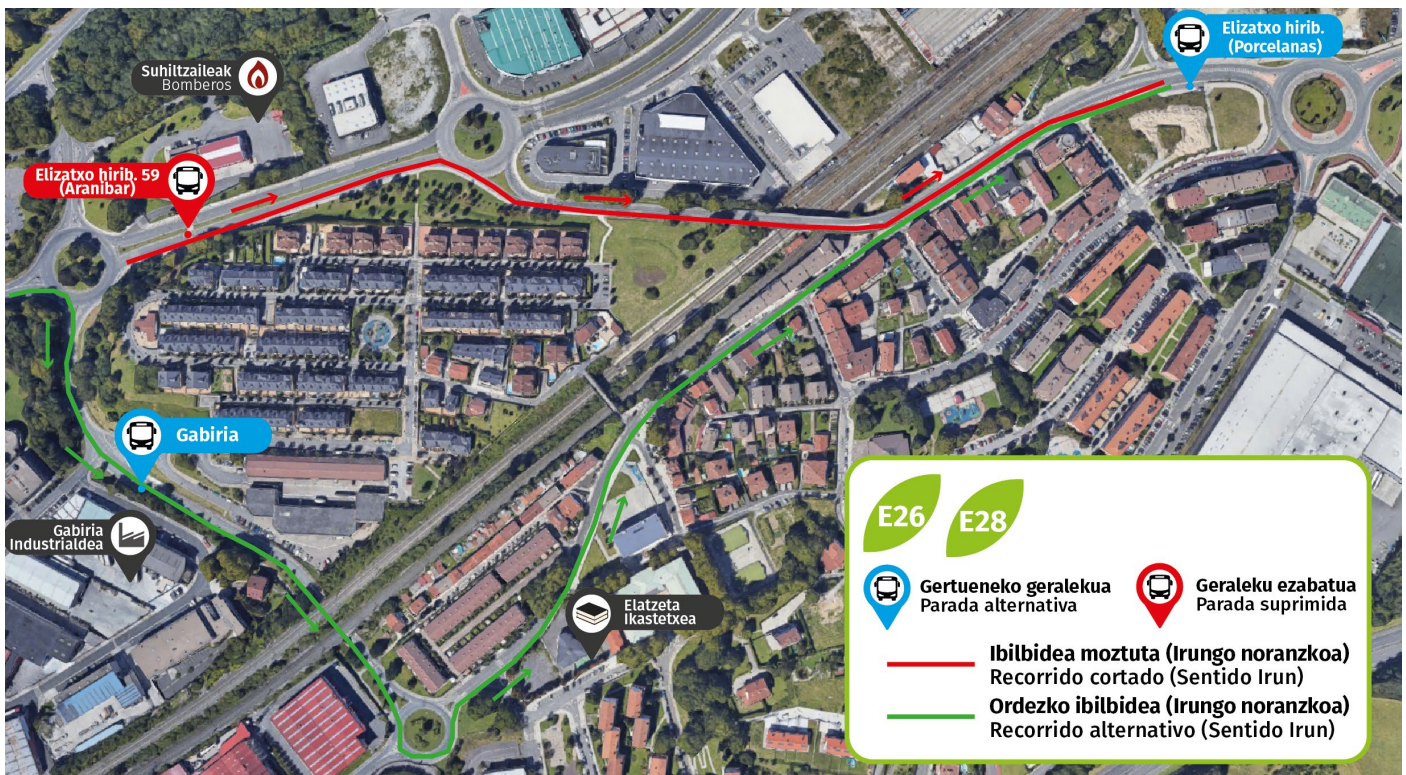 Elizatxo hirib.
(Porcelanas)
Suhiltzaileak
Bomberos
Elizatxo hirib. 59
(Aranibar)
Gabiria
Gabiria
Industrialdea
Elatzeta
Ikastetxea
E26
E28
Gertueneko geralekua
Parada alternativa
Geraleku ezabatua
Parada suprimida
Ibilbidea moztuta (Irungo noranzkoa)
Recorrido cortado (Sentido Irun)
Ordezko ibilbidea (Irungo noranzkoa)
Recorrido alternativo (Sentido Irun)